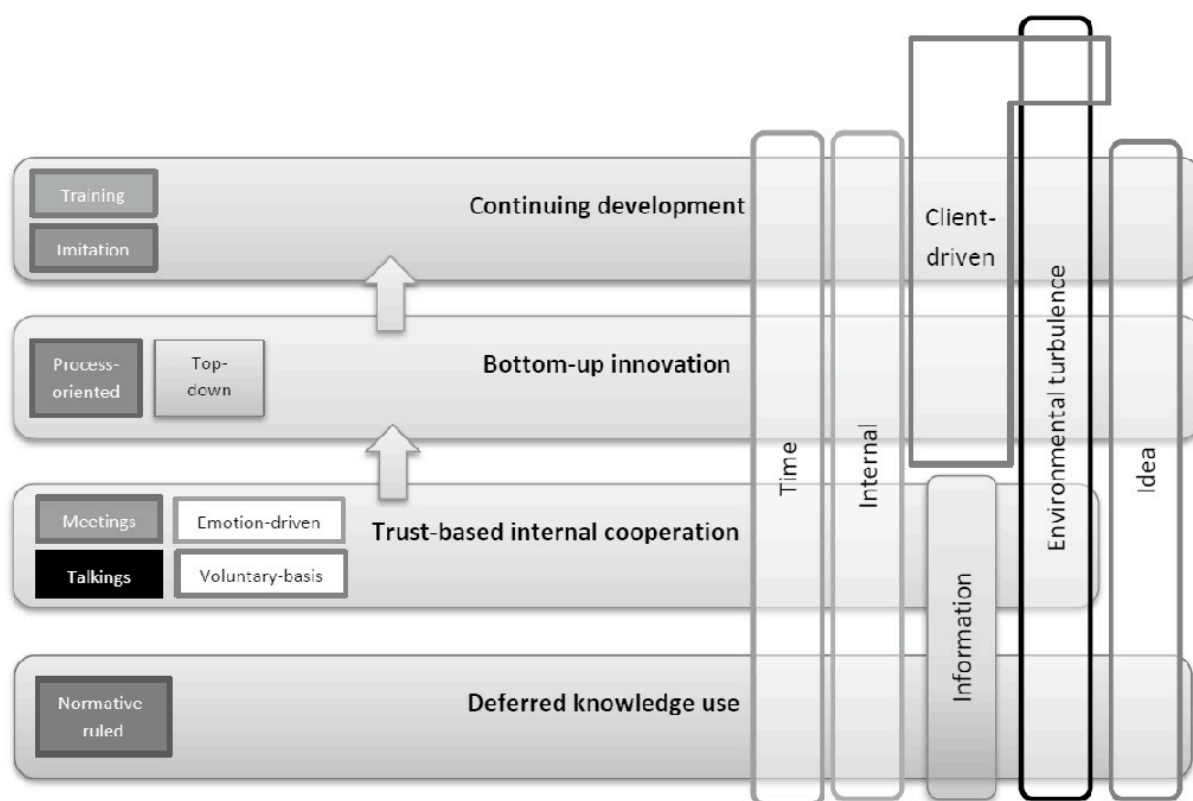 Training
Imitation
Continuing development
Process-
oriented
Top-
down
Bottom-up innovation
Meetings
Emotion-driven
Talkings
Voluntary-basis
Trust-based internal cooperation
Normative
ruled
Deferred knowledge use
Time
Internal
Client-
driven
Information
Environmental turbulence
Idea